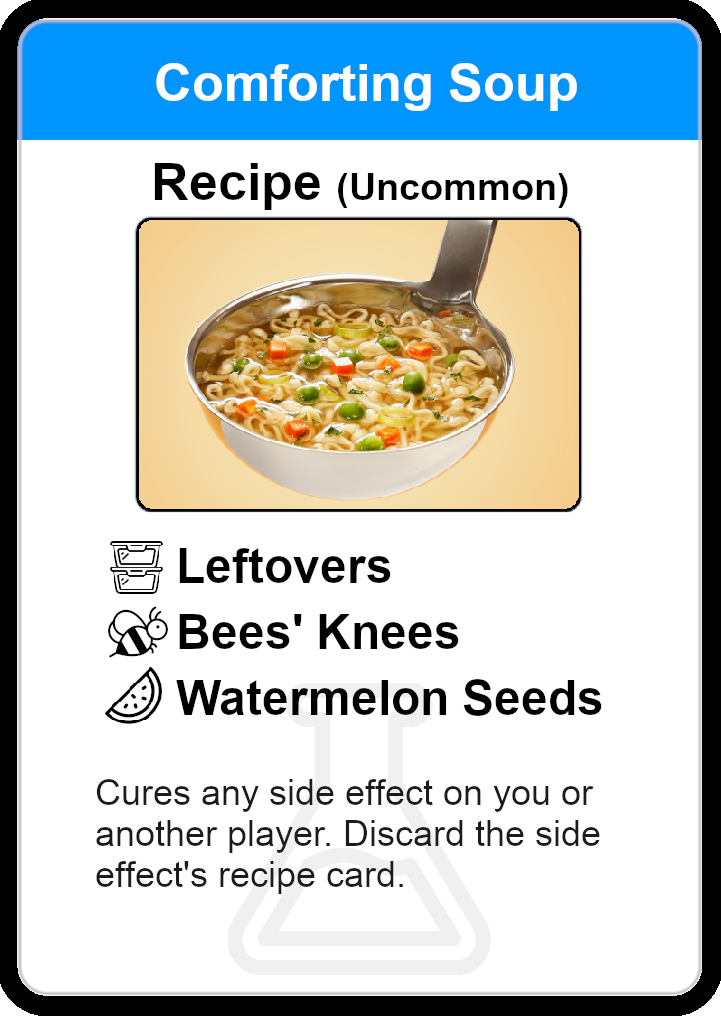 Comforting Soup
Recipe (Uncommon)
Leftovers
Bees' Knees
Watermelon Seeds
Cures any side effect on you or
another player. Discard the side
effect's recipe card.